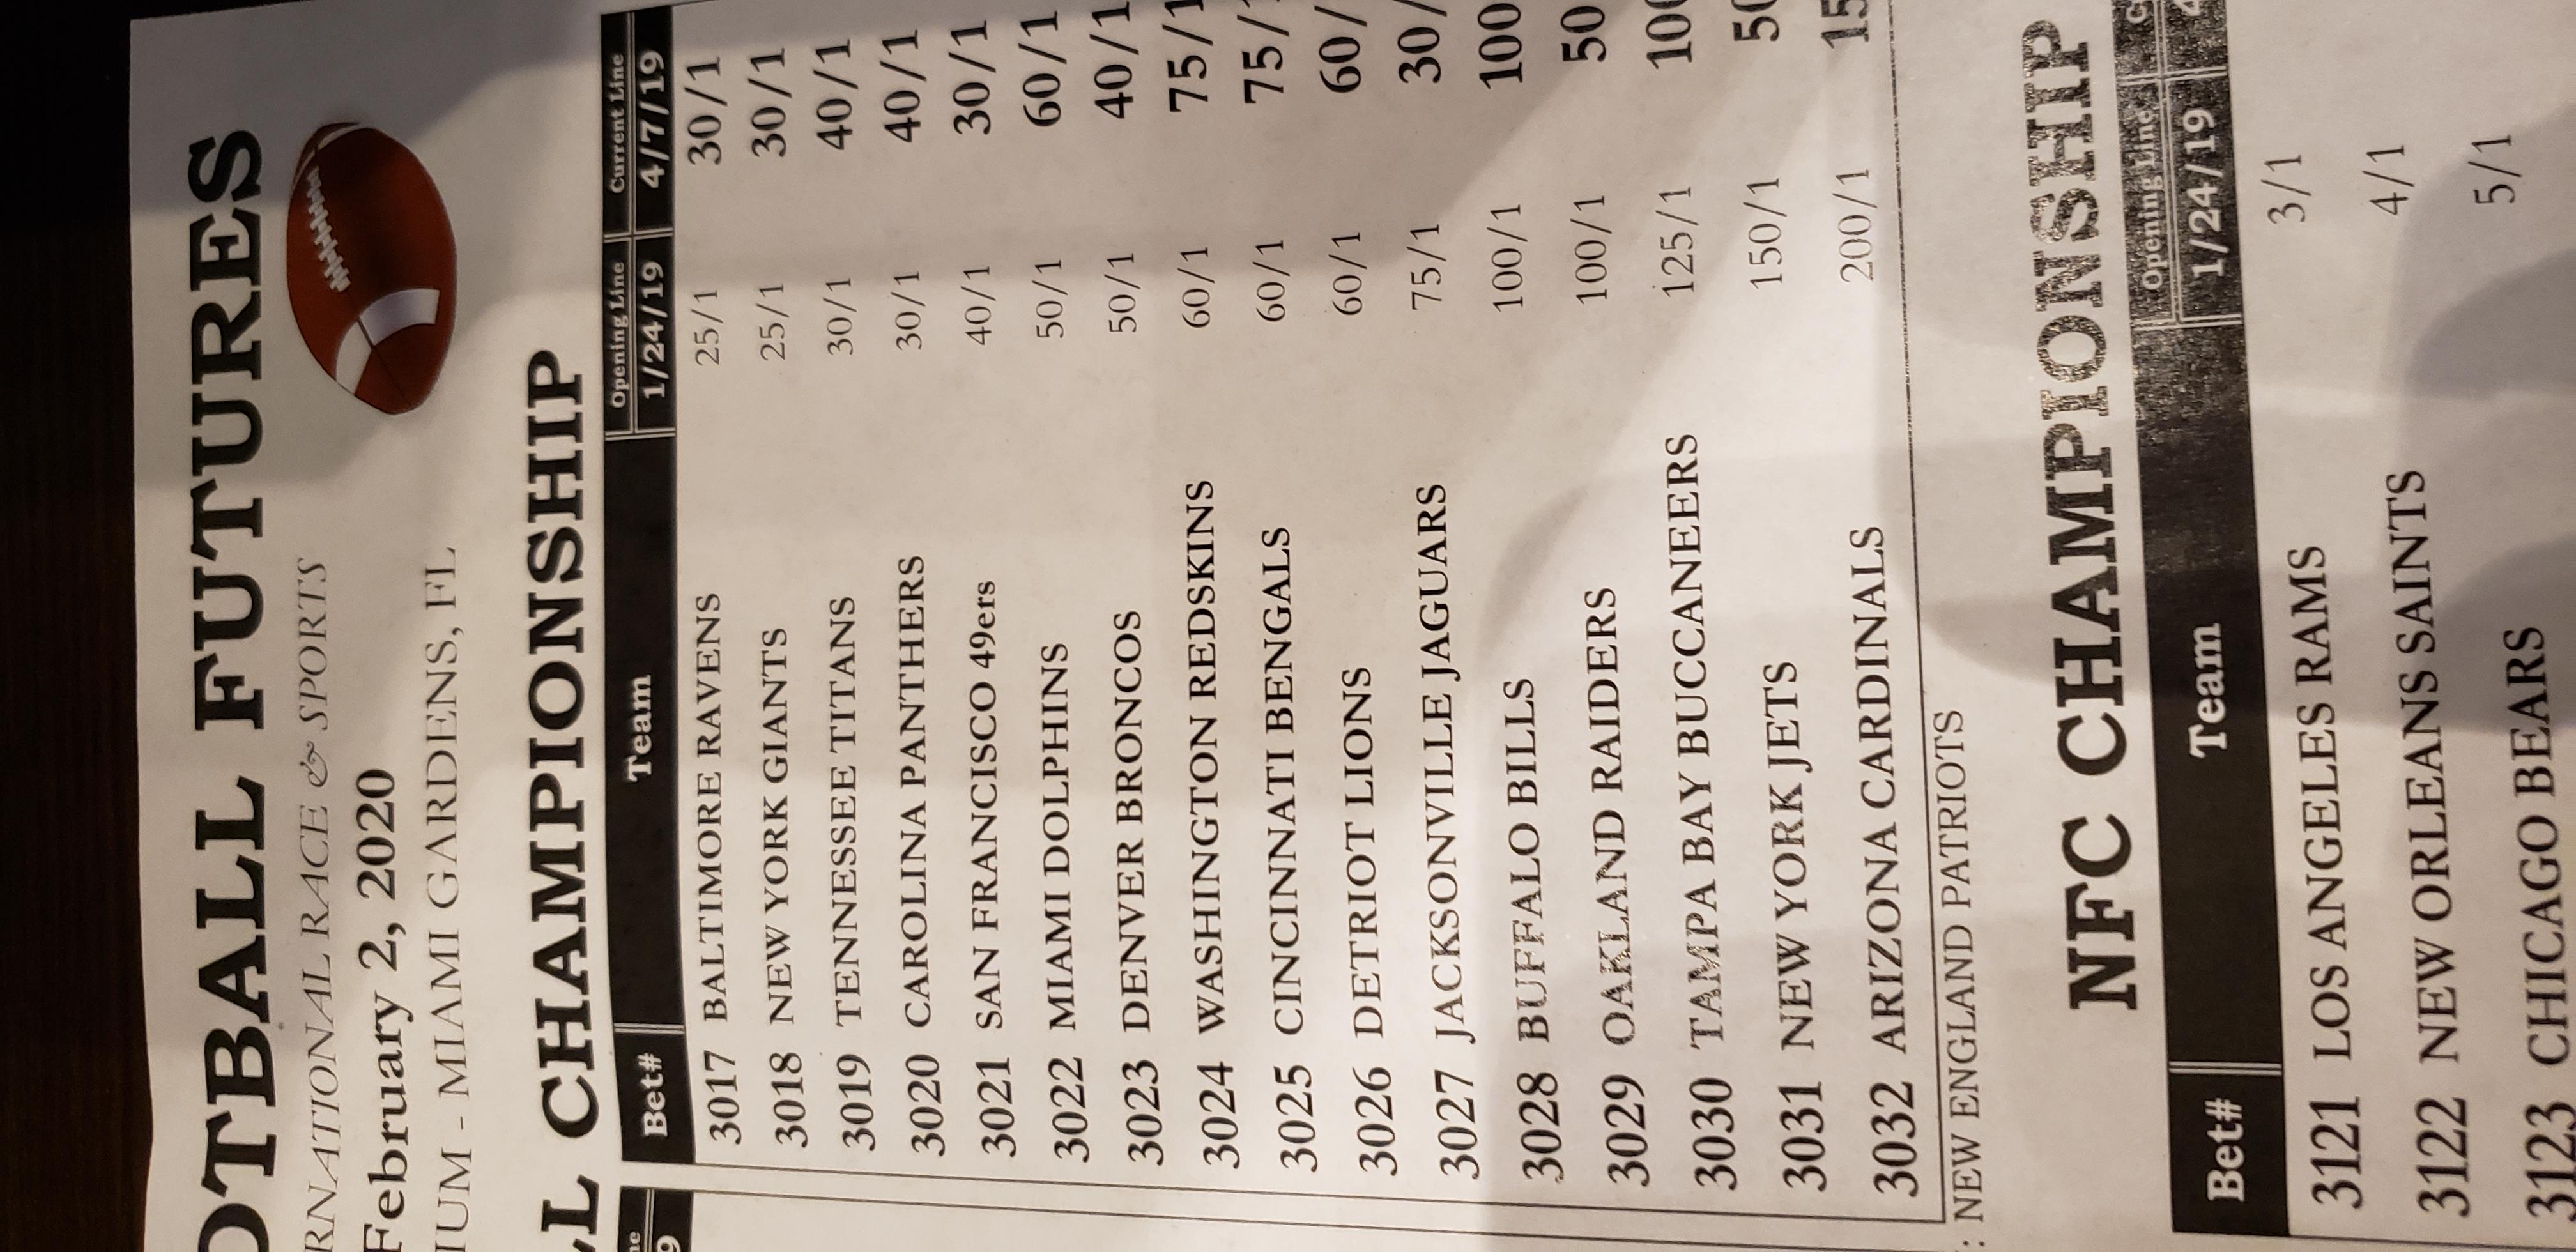 OTBALL FUTURES
RNATIONAL RACE & SPORTS
February 2, 2020
IUM - MIAMI GARDENS, FL
L CHAMPIONSHIP
Bet# Team Opening Line 1/24/19 Current Line 4/7/19
3017 BALTIMORE RAVENS 25/1 30/1
3018 NEW YORK GIANTS 25/1 30/1
3019 TENNESSEE TITANS 30/1 40/1
3020 CAROLINA PANTHERS 30/1 40/1
3021 SAN FRANCISCO 49ers 40/1 30/1
3022 MIAMI DOLPHINS 50/1 60/1
3023 DENVER BRONCOS 50/1 40/1
3024 WASHINGTON REDSKINS 60/1 75/1
3025 CINCINNATI BENGALS 60/1 75/
3026 DETRIOT LIONS 60/1 60/
3027 JACKSONVILLE JAGUARS 75/1 30/
3028 BUFFALO BILLS 100/1 100
3029 OAKLAND RAIDERS 100/1 50
3030 TAMPA BAY BUCCANEERS 125/1 100
3031 NEW YORK JETS 150/1 50
3032 ARIZONA CARDINALS 200/1 15
: NEW ENGLAND PATRIOTS
NFC CHAMPIONSHIP
Bet# Team Opening Line 1/24/19
3121 LOS ANGELES RAMS 3/1
3122 NEW ORLEANS SAINTS 4/1
3123 CHICAGO BEARS 5/1